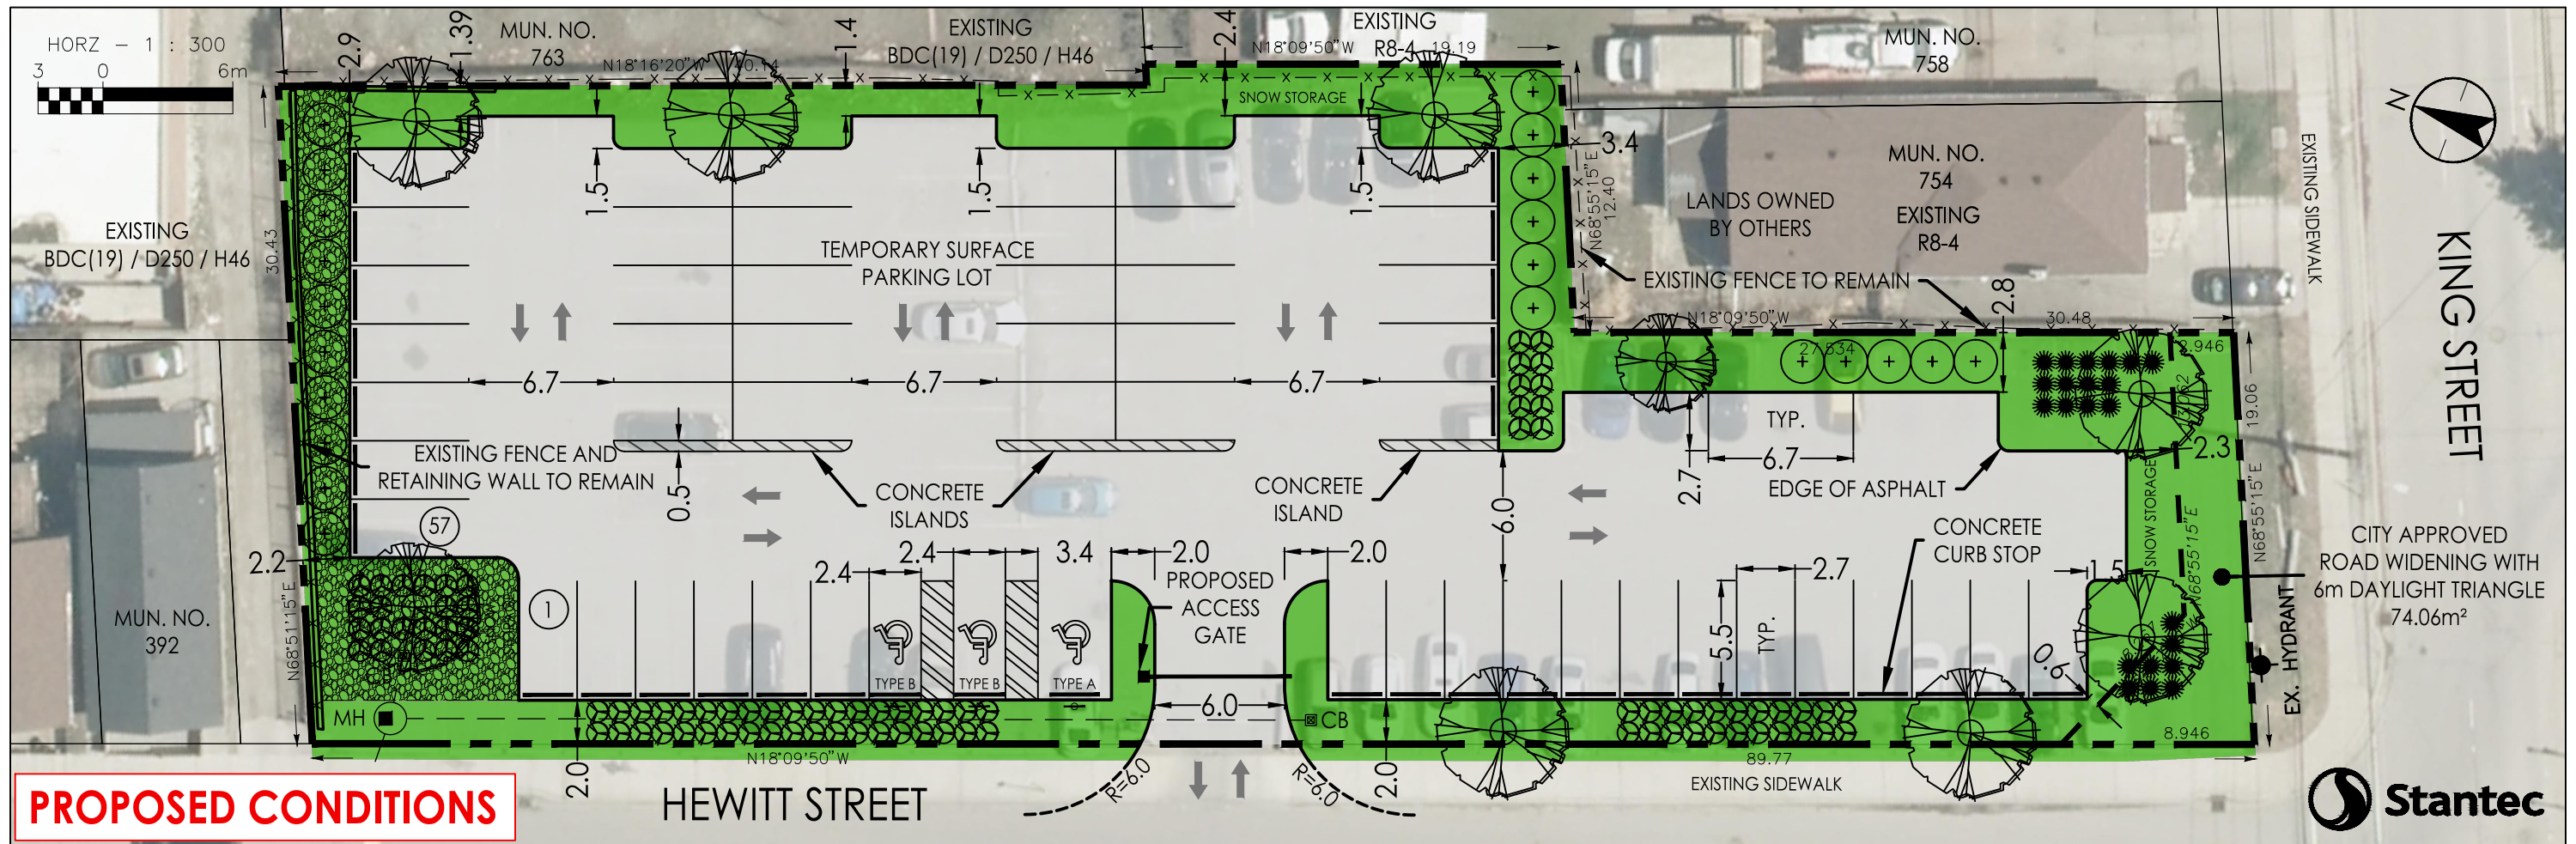 HORZ - 1 : 300
3 0 6m
2.9
1.39
MUN. NO.
763
N18°16'20"W 40.14
1.4
EXISTING
BDC(19) / D250 / H46
2.4
EXISTING
R8-4
N18°09'50"W 19.19
SNOW STORAGE
MUN. NO.
758
N
EXISTING SIDEWALK
KING STREET
EXISTING
BDC(19) / D250 / H46
30.43
1.5
1.5
1.5
3.4
N68°55'15"E
12.40
MUN. NO.
754
LANDS OWNED
BY OTHERS
EXISTING
R8-4
TEMPORARY SURFACE
PARKING LOT
EXISTING FENCE TO REMAIN
2.8
N18°09'50"W
30.48
27.534
8.946
6.7
6.7
6.7
19.06
EXISTING FENCE AND
RETAINING WALL TO REMAIN
0.5
CONCRETE
ISLANDS
CONCRETE
ISLAND
6.0
2.7
TYP.
6.7
EDGE OF ASPHALT
2.3
SNOW STORAGE
N68°55'15"E
N68°55'15"E
57
2.2
1
2.4
2.4
3.4
2.0
2.0
PROPOSED
ACCESS
GATE
CONCRETE
CURB STOP
2.7
5.5
TYP.
1.5
CITY APPROVED
ROAD WIDENING WITH
6m DAYLIGHT TRIANGLE
74.06m²
MUN. NO.
392
N68°51'15"E
TYPE B
TYPE B
TYPE A
0.6
EX. HYDRANT
MH
6.0
CB
8.946
2.0
N18°09'50"W
R=6.0
R=6.0
2.0
89.77
EXISTING SIDEWALK
HEWITT STREET
PROPOSED CONDITIONS
Stantec